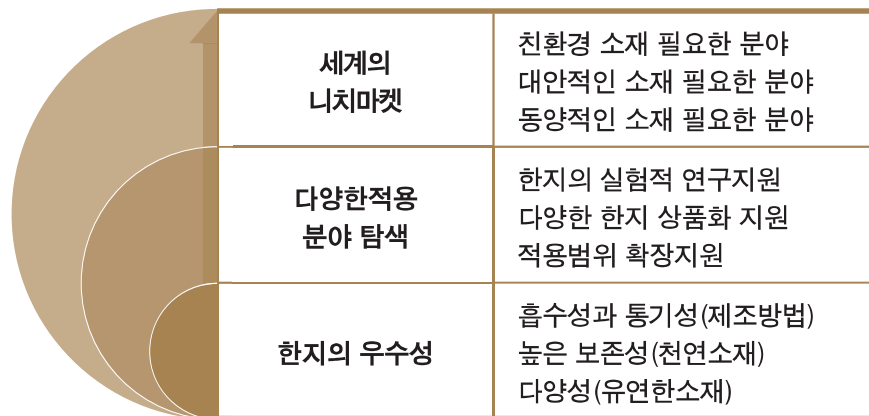 세계의
니치마켓
친환경 소재 필요한 분야
대안적인 소재 필요한 분야
동양적인 소재 필요한 분야
다양한적용
분야 탐색
한지의 실험적 연구지원
다양한 한지 상품화 지원
적용범위 확장지원
한지의 우수성
흡수성과 통기성(제조방법)
높은 보존성(천연소재)
다양성(유연한소재)